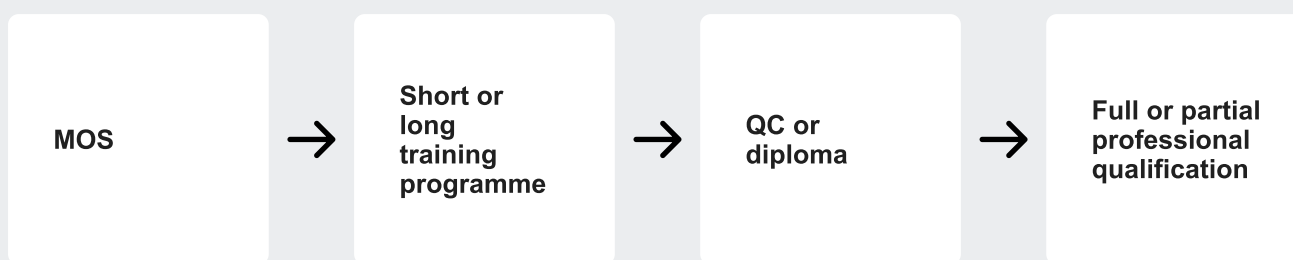 MOS
Short or
long
training
programme
QC or
diploma
Full or partial
professional
qualification